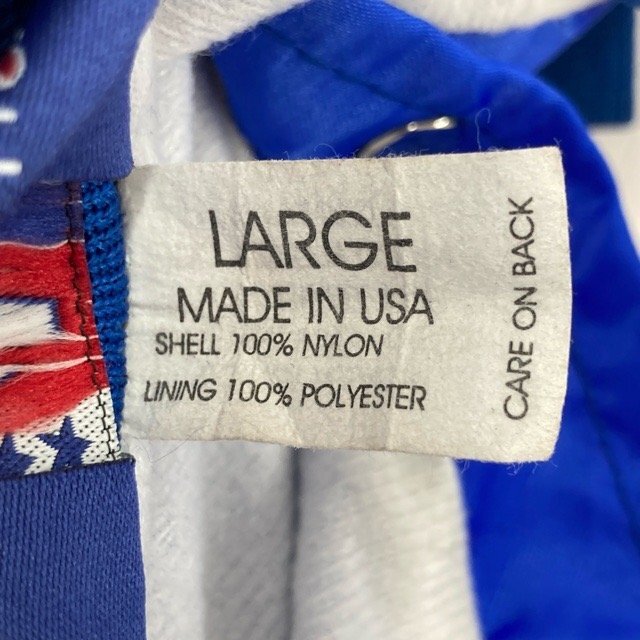 LARGE
MADE IN USA
SHELL 100% NYLON
LINING 100% POLYESTER
CARE ON BACK